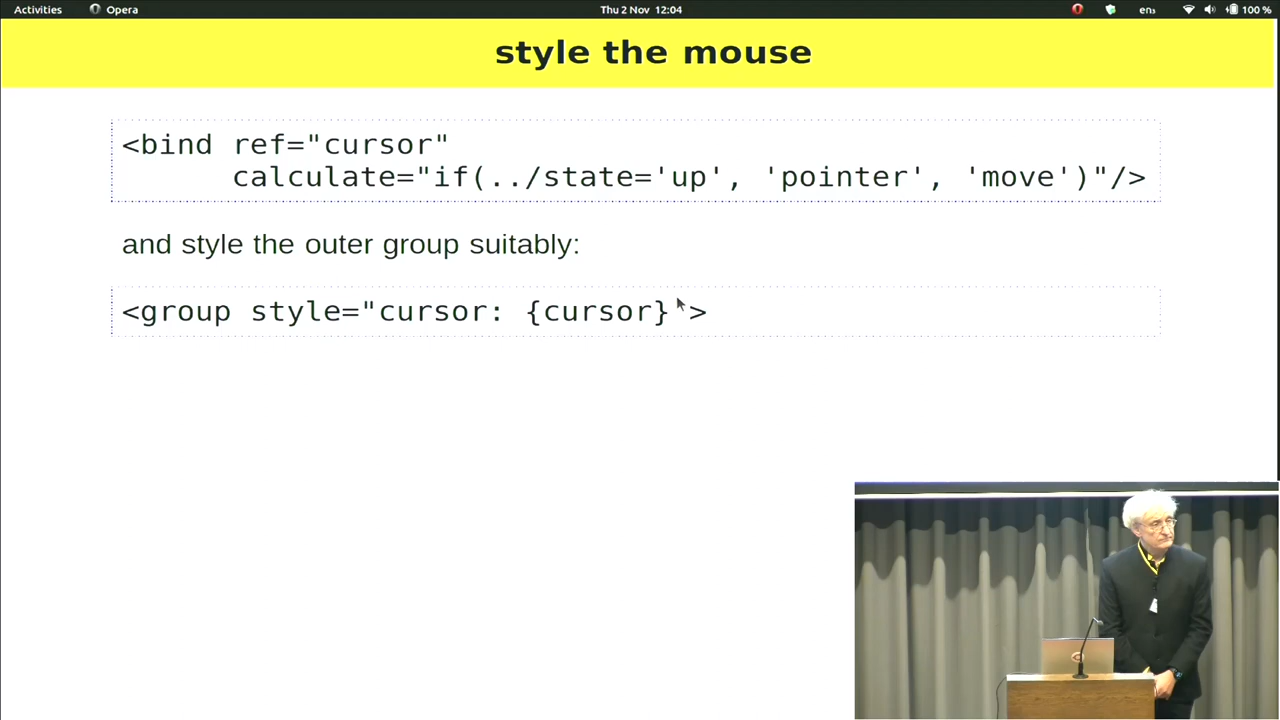 Activities Opera Thu 2 Nov 12:04 en₃ 100 %
style the mouse
<bind ref="cursor"
calculate="if(../state='up', 'pointer', 'move')"/>
and style the outer group suitably:
<group style="cursor: {cursor}">